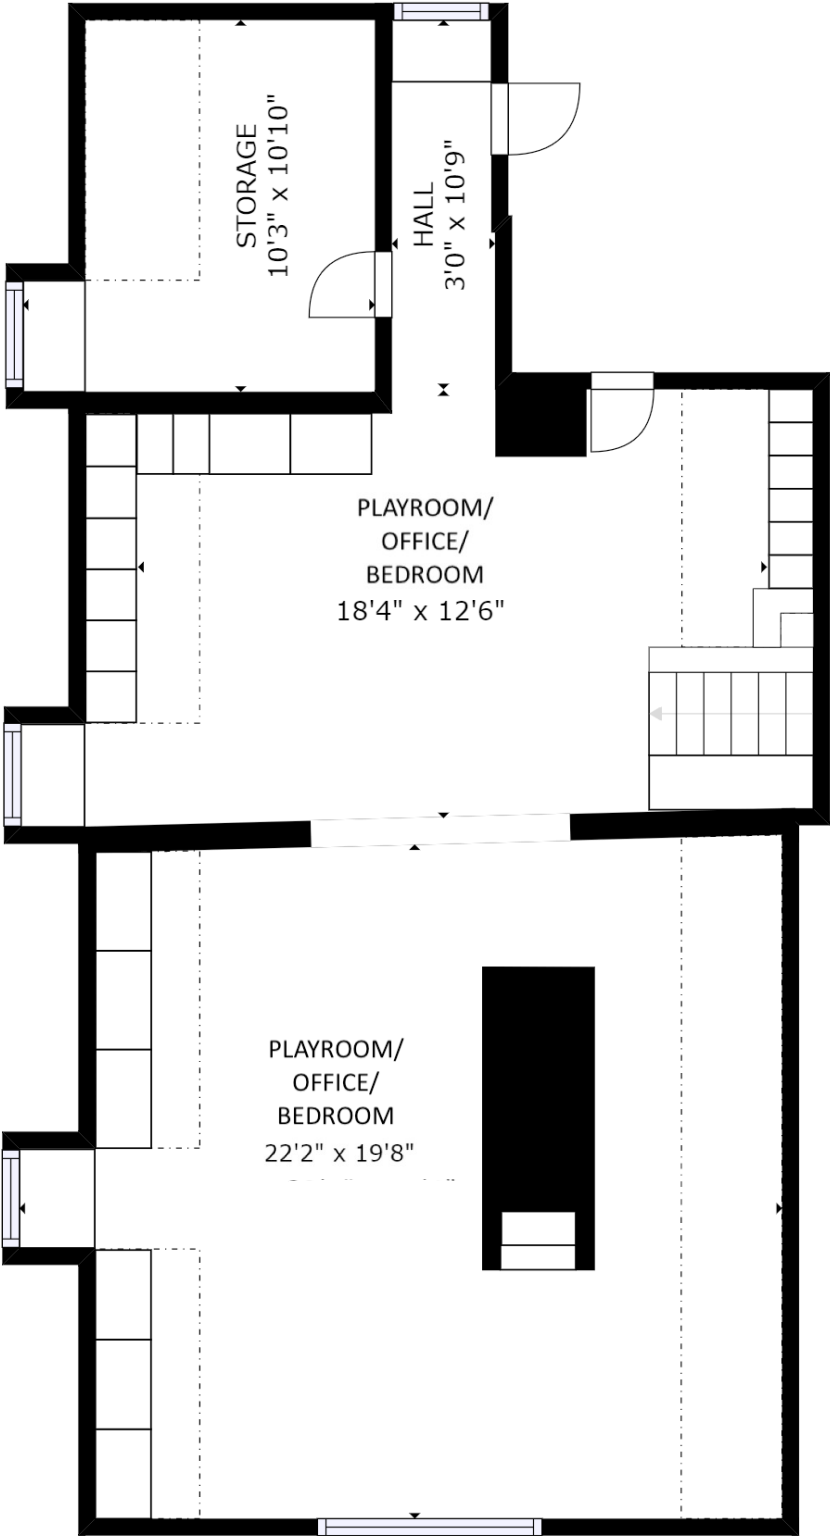 STORAGE
10'3" x 10'10"
HALL
3'0" x 10'9"
PLAYROOM/
OFFICE/
BEDROOM
18'4" x 12'6"
PLAYROOM/
OFFICE/
BEDROOM
22'2" x 19'8"